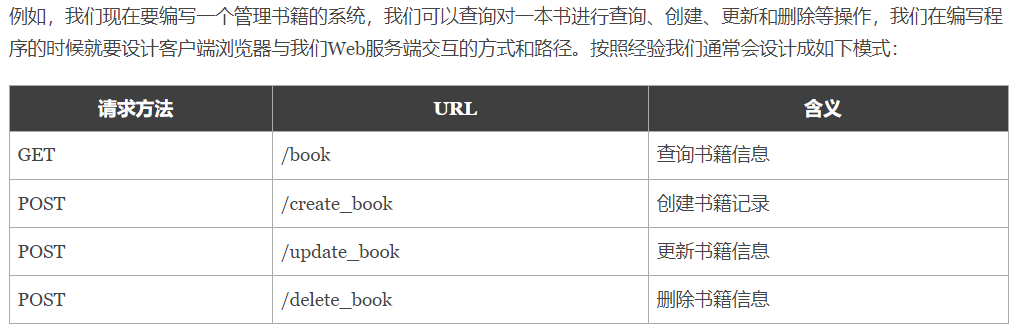 例如，我们现在要编写一个管理书籍的系统，我们可以查询对一本书进行查询、创建、更新和删除等操作，我们在编写程
序的时候就要设计客户端浏览器与我们Web服务端交互的方式和路径。按照经验我们通常会设计成如下模式：
请求方法 URL 含义
GET /book 查询书籍信息
POST /create_book 创建书籍记录
POST /update_book 更新书籍信息
POST /delete_book 删除书籍信息